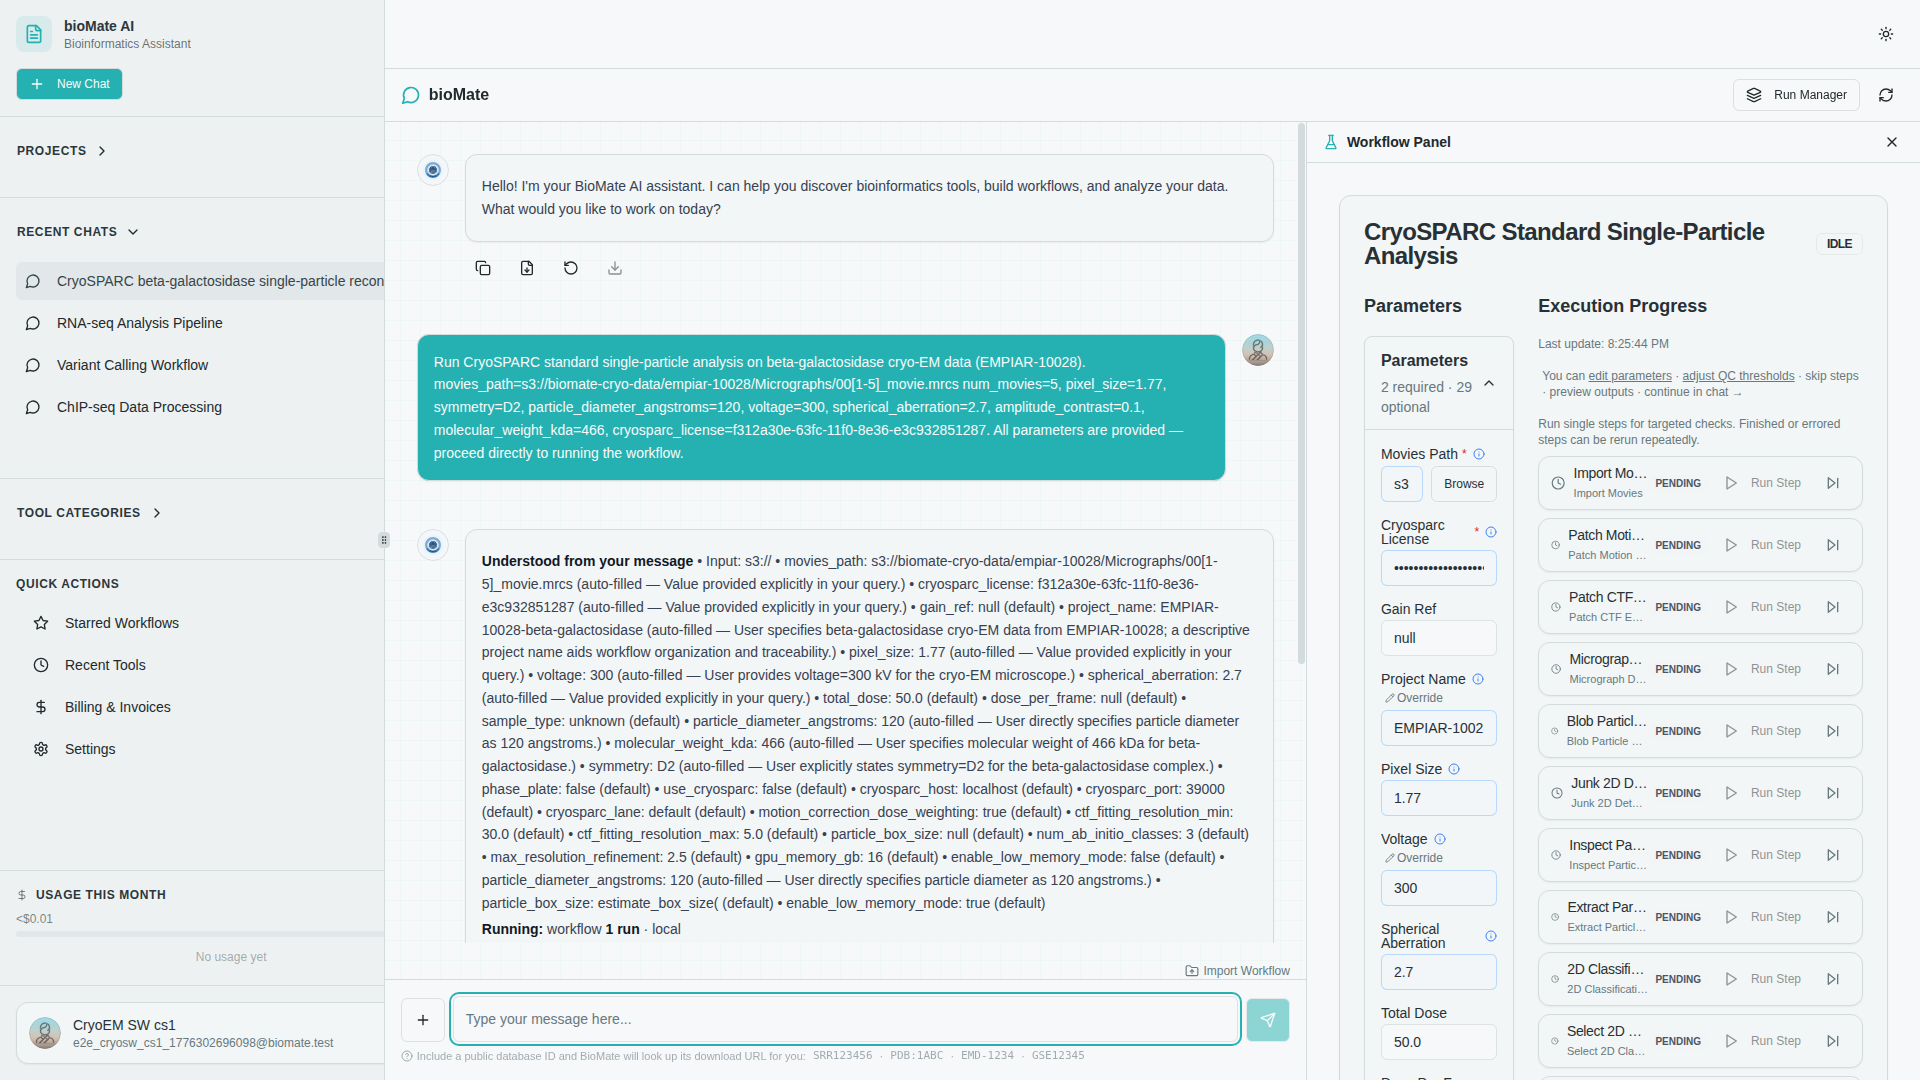 bioMate AI
Bioinformatics Assistant
New Chat
PROJECTS
RECENT CHATS
CryoSPARC beta-galactosidase single-particle recon
RNA-seq Analysis Pipeline
Variant Calling Workflow
ChIP-seq Data Processing
TOOL CATEGORIES
QUICK ACTIONS
Starred Workflows
Recent Tools
Billing & Invoices
Settings
USAGE THIS MONTH
<$0.01
No usage yet
CryoEM SW cs1
e2e_cryosw_cs1_1776302696098@biomate.test
bioMate
Run Manager
Hello! I'm your BioMate AI assistant. I can help you discover bioinformatics tools, build workflows, and analyze your data.
What would you like to work on today?
Run CryoSPARC standard single-particle analysis on beta-galactosidase cryo-EM data (EMPIAR-10028).
movies_path=s3://biomate-cryo-data/empiar-10028/Micrographs/00[1-5]_movie.mrcs num_movies=5, pixel_size=1.77,
symmetry=D2, particle_diameter_angstroms=120, voltage=300, spherical_aberration=2.7, amplitude_contrast=0.1,
molecular_weight_kda=466, cryosparc_license=f312a30e-63fc-11f0-8e36-e3c932851287. All parameters are provided —
proceed directly to running the workflow.
Understood from your message • Input: s3:// • movies_path: s3://biomate-cryo-data/empiar-10028/Micrographs/00[1-
5]_movie.mrcs (auto-filled — Value provided explicitly in your query.) • cryosparc_license: f312a30e-63fc-11f0-8e36-
e3c932851287 (auto-filled — Value provided explicitly in your query.) • gain_ref: null (default) • project_name: EMPIAR-
10028-beta-galactosidase (auto-filled — User specifies beta-galactosidase cryo-EM data from EMPIAR-10028; a descriptive
project name aids workflow organization and traceability.) • pixel_size: 1.77 (auto-filled — Value provided explicitly in your
query.) • voltage: 300 (auto-filled — User provides voltage=300 kV for the cryo-EM microscope.) • spherical_aberration: 2.7
(auto-filled — Value provided explicitly in your query.) • total_dose: 50.0 (default) • dose_per_frame: null (default) •
sample_type: unknown (default) • particle_diameter_angstroms: 120 (auto-filled — User directly specifies particle diameter
as 120 angstroms.) • molecular_weight_kda: 466 (auto-filled — User specifies molecular weight of 466 kDa for beta-
galactosidase.) • symmetry: D2 (auto-filled — User explicitly states symmetry=D2 for the beta-galactosidase complex.) •
phase_plate: false (default) • use_cryosparc: false (default) • cryosparc_host: localhost (default) • cryosparc_port: 39000
(default) • cryosparc_lane: default (default) • motion_correction_dose_weighting: true (default) • ctf_fitting_resolution_min:
30.0 (default) • ctf_fitting_resolution_max: 5.0 (default) • particle_box_size: null (default) • num_ab_initio_classes: 3 (default)
• max_resolution_refinement: 2.5 (default) • gpu_memory_gb: 16 (default) • enable_low_memory_mode: false (default) •
particle_diameter_angstroms: 120 (auto-filled — User directly specifies particle diameter as 120 angstroms.) •
particle_box_size: estimate_box_size( (default) • enable_low_memory_mode: true (default)
Running: workflow 1 run · local
Import Workflow
Type your message here...
Include a public database ID and BioMate will look up its download URL for you: SRR123456 · PDB:1ABC · EMD-1234 · GSE12345
Workflow Panel
CryoSPARC Standard Single-Particle
Analysis
IDLE
Parameters
Parameters
2 required · 29
optional
Movies Path *
s3
Browse
Cryosparc
License *
••••••••••••••••••
Gain Ref
null
Project Name
Override
EMPIAR-1002
Pixel Size
1.77
Voltage
Override
300
Spherical
Aberration
2.7
Total Dose
50.0
Execution Progress
Last update: 8:25:44 PM
You can edit parameters · adjust QC thresholds · skip steps
· preview outputs · continue in chat →
Run single steps for targeted checks. Finished or errored
steps can be rerun repeatedly.
Import Mo…
Import Movies
PENDING
Run Step
Patch Moti…
Patch Motion …
PENDING
Run Step
Patch CTF…
Patch CTF E…
PENDING
Run Step
Micrograp…
Micrograph D…
PENDING
Run Step
Blob Particl…
Blob Particle …
PENDING
Run Step
Junk 2D D…
Junk 2D Det…
PENDING
Run Step
Inspect Pa…
Inspect Partic…
PENDING
Run Step
Extract Par…
Extract Particl…
PENDING
Run Step
2D Classifi…
2D Classificati…
PENDING
Run Step
Select 2D …
Select 2D Cla…
PENDING
Run Step